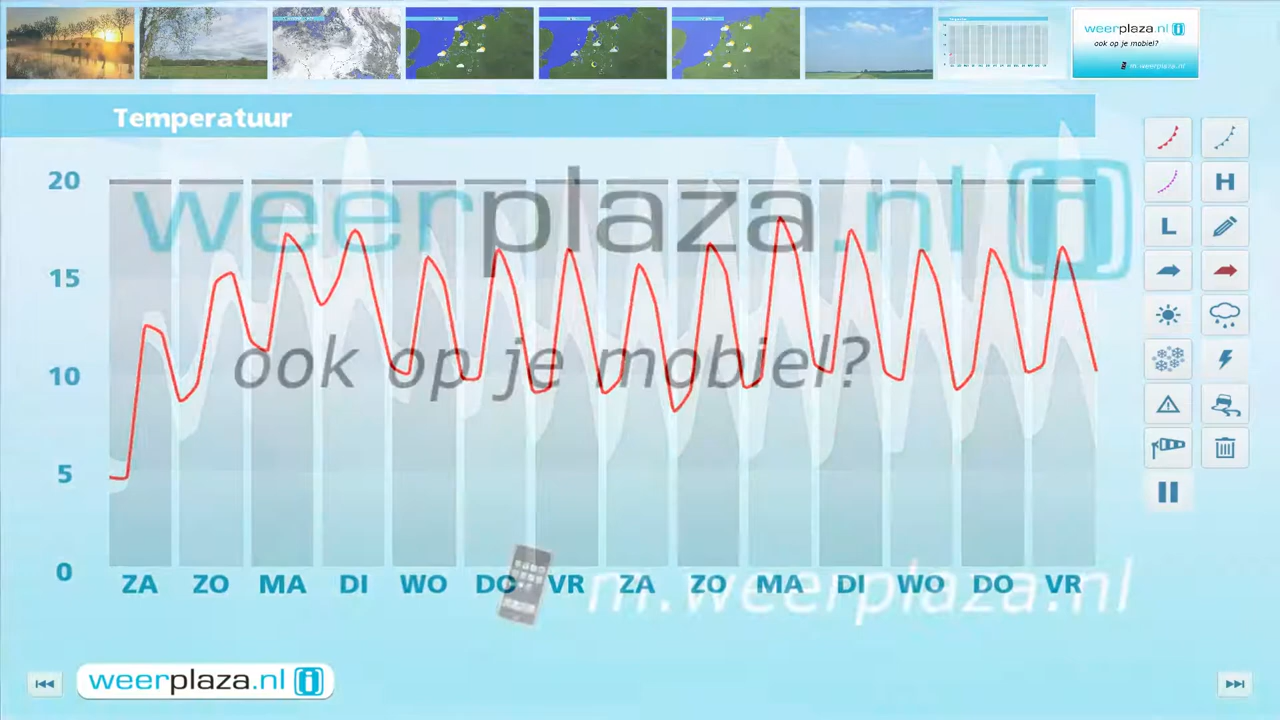 weerplaza.nl [i]
ook op je mobiel?
m.weerplaza.nl
Temperatuur
20
15
10
5
0
weerplaza.nl [i]
ook op je mobiel?
m.weerplaza.nl
ZA ZO MA DI WO DO VR ZA ZO MA DI WO DO VR
H
L
weerplaza.nl [i]